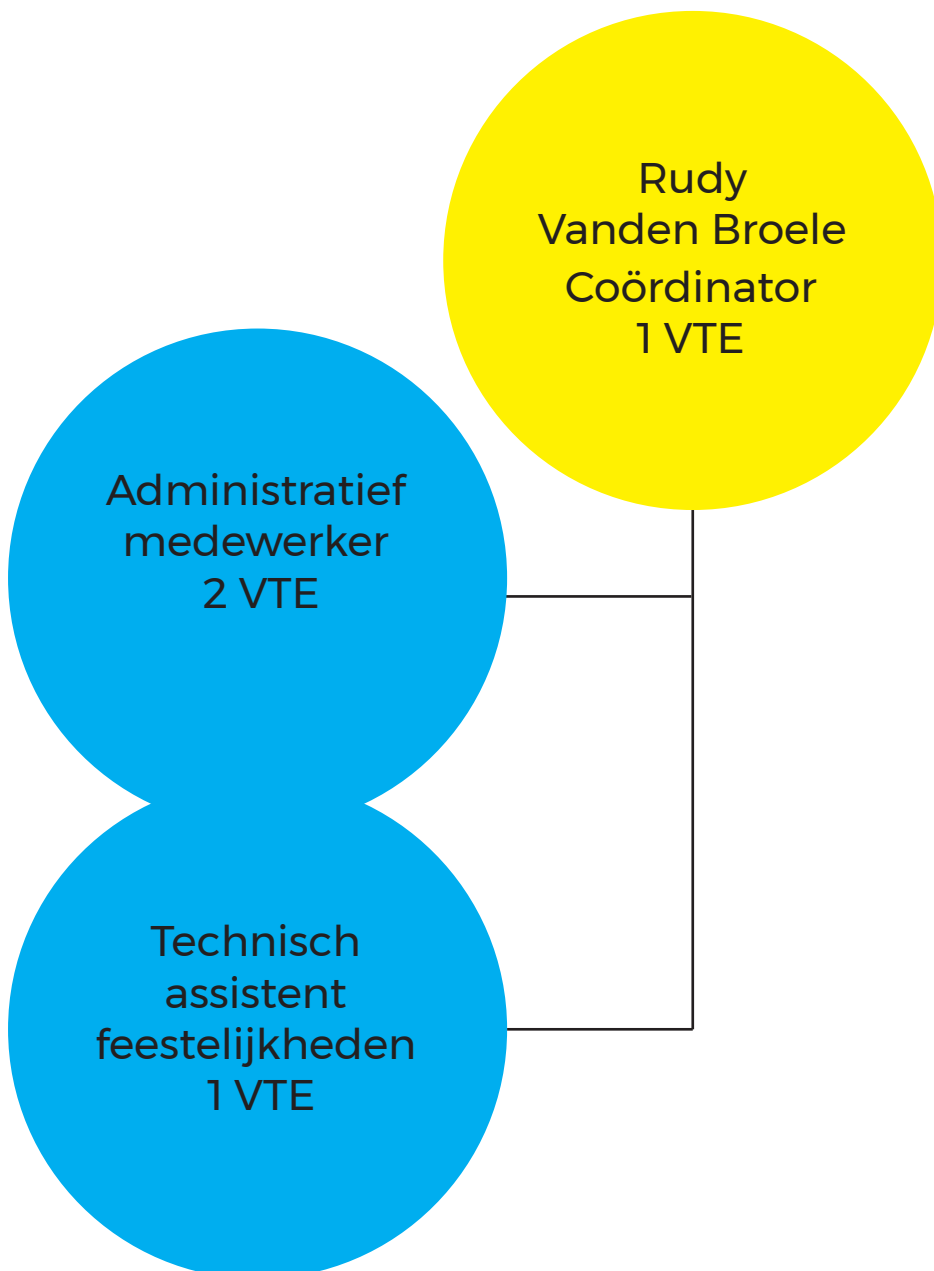 Rudy
Vanden Broele
Coördinator
1 VTE
Administratief
medewerker
2 VTE
Technisch
assistent
feestelijkheden
1 VTE